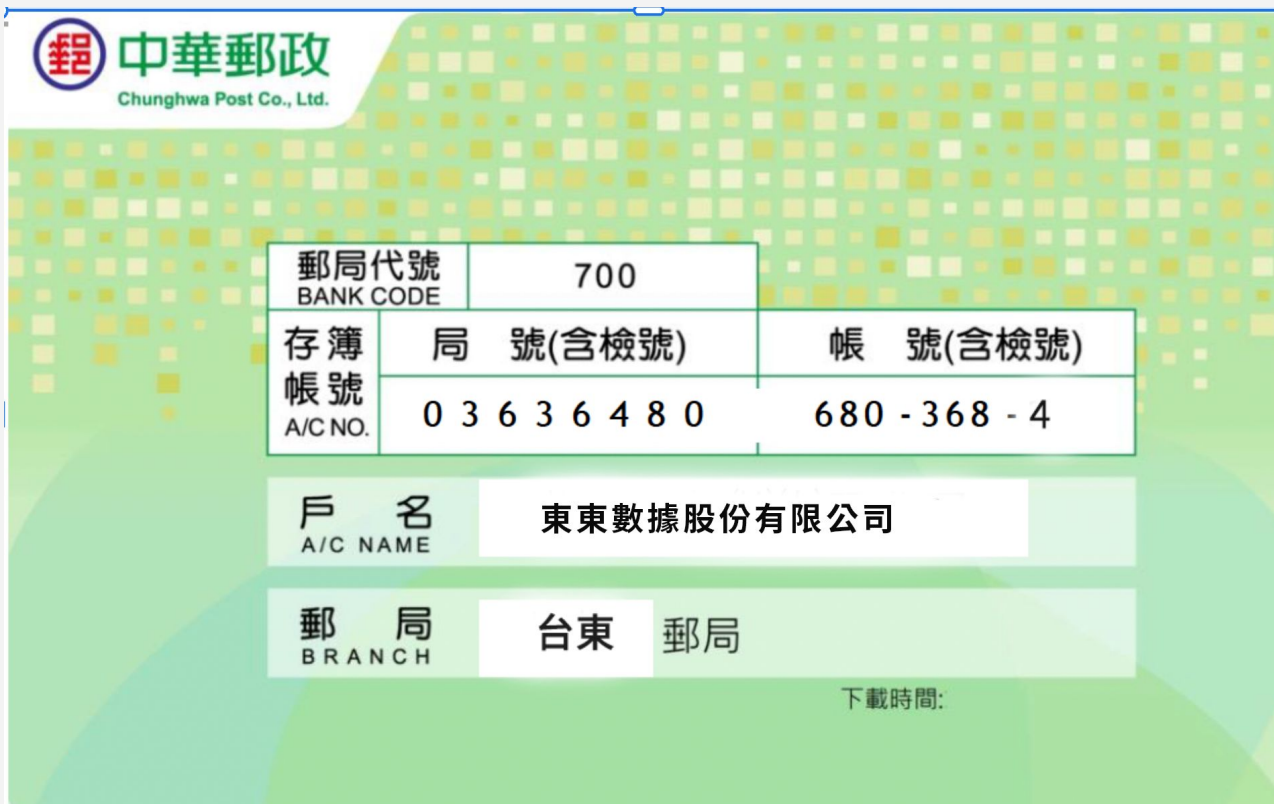 郵 中華郵政
Chunghwa Post Co., Ltd.
郵局代號 700
BANK CODE
存簿帳號 局 號(含檢號) 帳 號(含檢號)
A/C NO. 0 3 6 3 6 4 8 0 680 - 368 - 4
戶 名 東東數據股份有限公司
A/C NAME
郵 局 台東 郵局
BRANCH
下載時間: